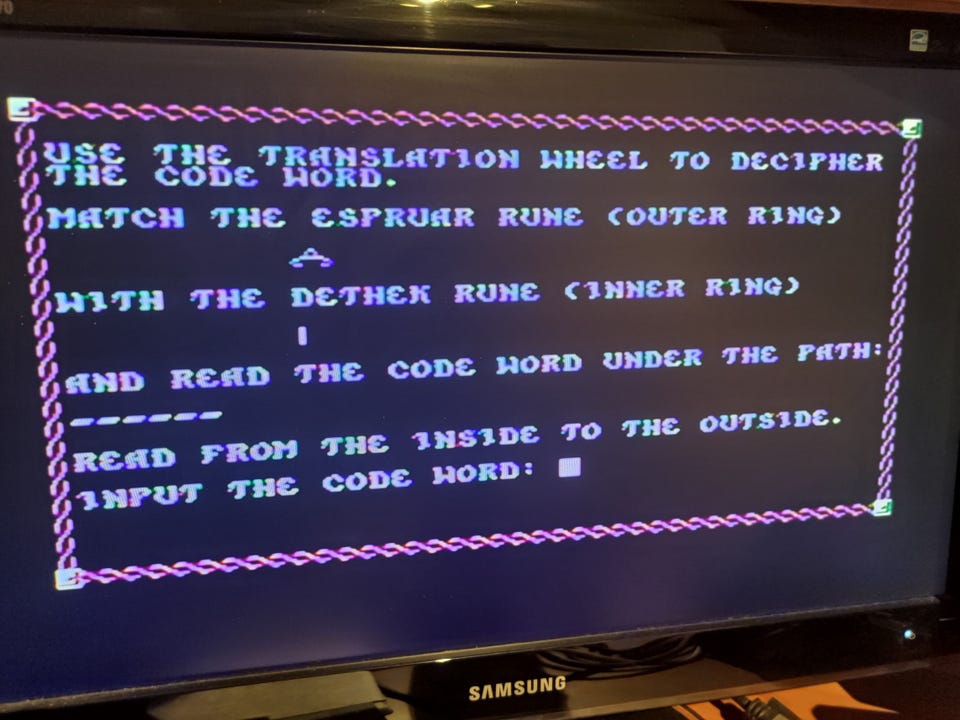 USE THE TRANSLATION WHEEL TO DECIPHER
THE CODE WORD.
MATCH THE ESPRUAR RUNE (OUTER RING)
WITH THE DETHEK RUNE (INNER RING)
AND READ THE CODE WORD UNDER THE PATH:
------
READ FROM THE INSIDE TO THE OUTSIDE.
INPUT THE CODE WORD:
SAMSUNG